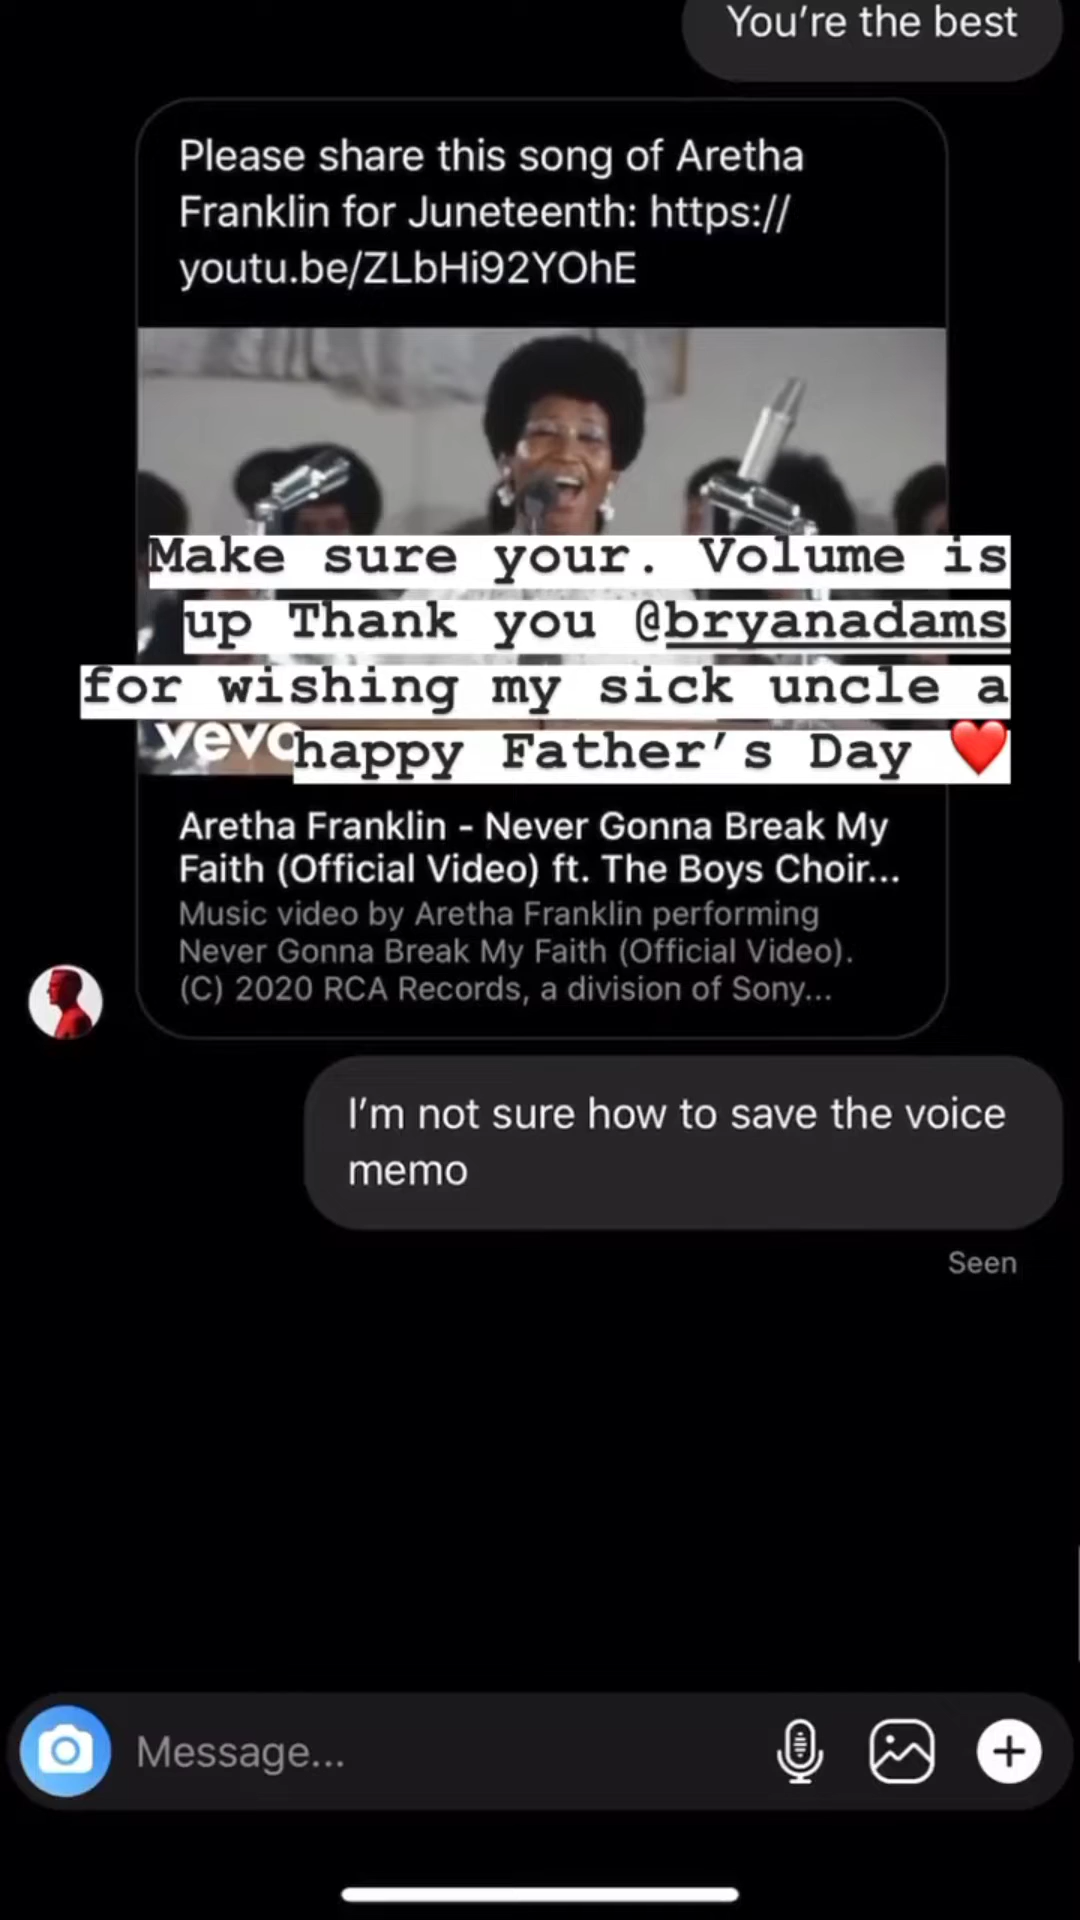 You're the best
Please share this song of Aretha
Franklin for Juneteenth: https://
youtu.be/ZLbHi92YOhE
Make sure your. Volume is
up Thank you @bryanadams
for wishing my sick uncle a
happy Father's Day ❤️
vevo
Aretha Franklin - Never Gonna Break My
Faith (Official Video) ft. The Boys Choir...
Music video by Aretha Franklin performing
Never Gonna Break My Faith (Official Video).
(C) 2020 RCA Records, a division of Sony...
I'm not sure how to save the voice
memo
Seen
Message...